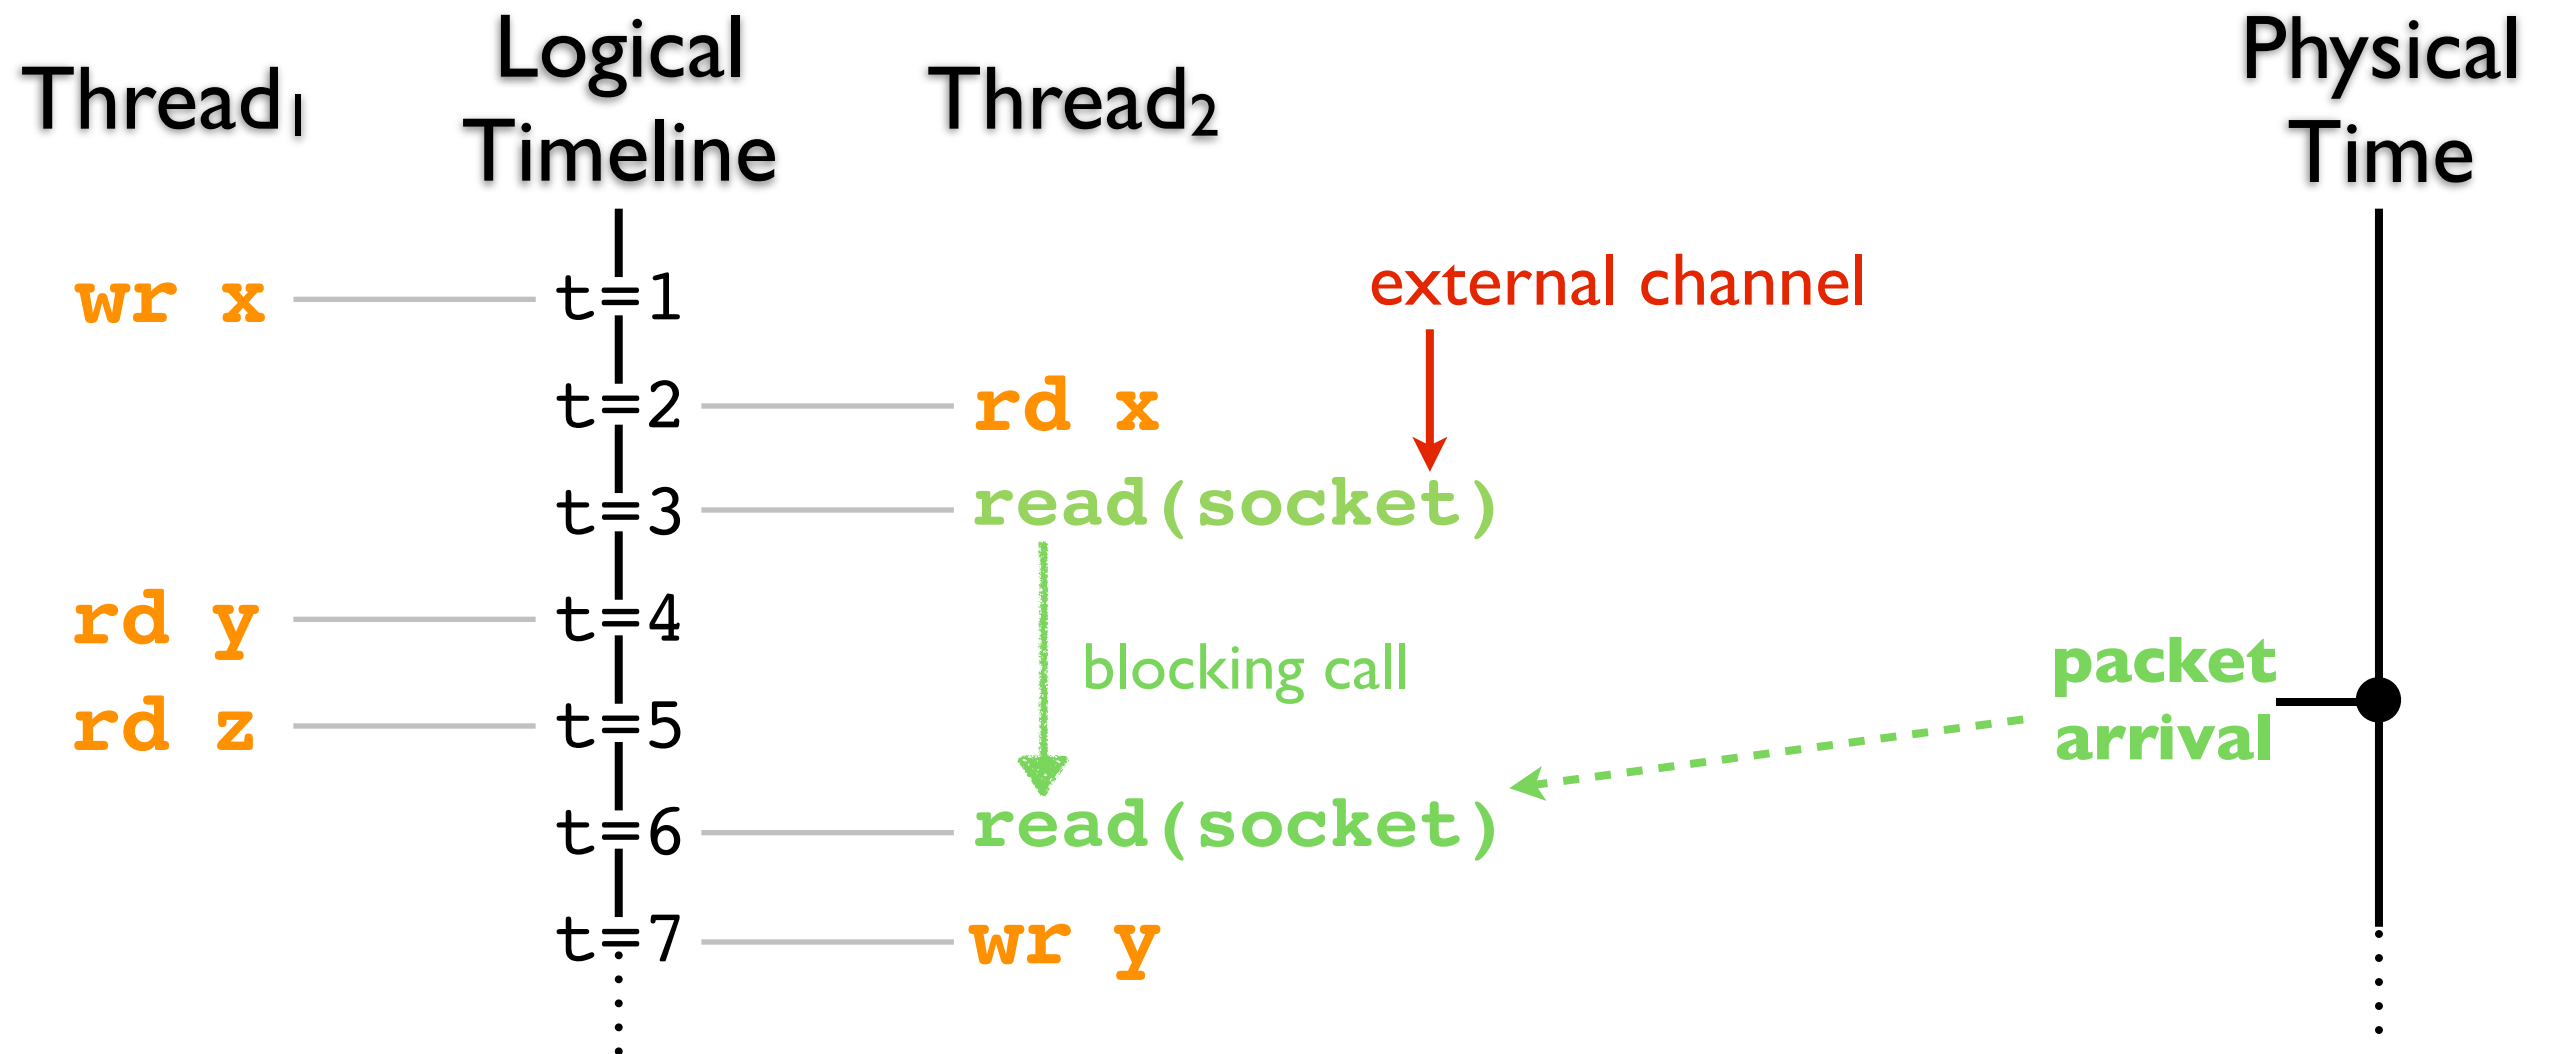 Thread₁
Logical
Timeline
Thread₂
Physical
Time
wr x
t=1
external channel
t=2
rd x
t=3
read(socket)
rd y
t=4
blocking call
packet
arrival
rd z
t=5
t=6
read(socket)
t=7
wr y